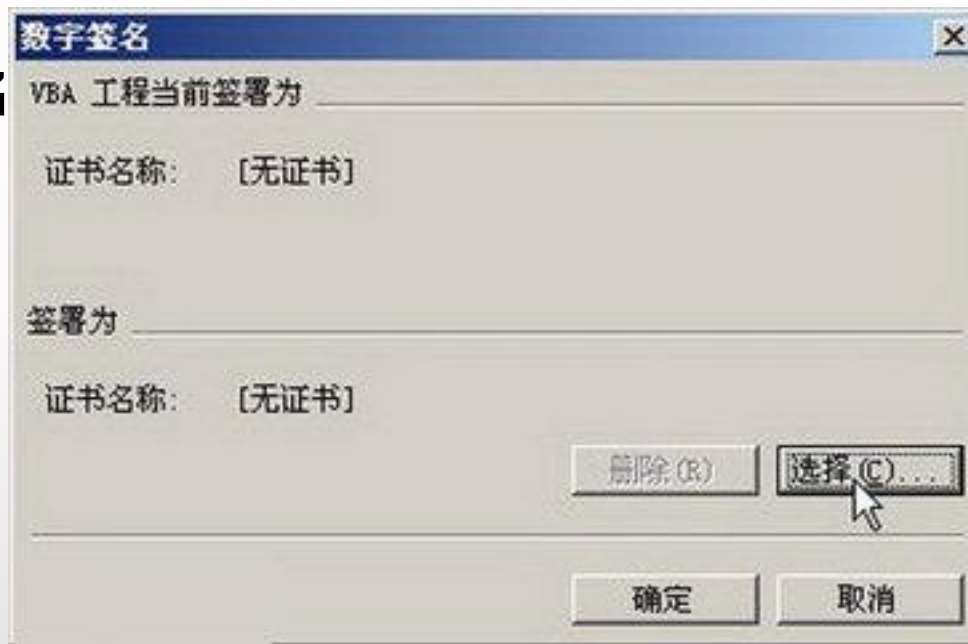 数字签名
VBA 工程当前签署为
证书名称: [无证书]
签署为
证书名称: [无证书]
删除(R) 选择(C)...
确定 取消